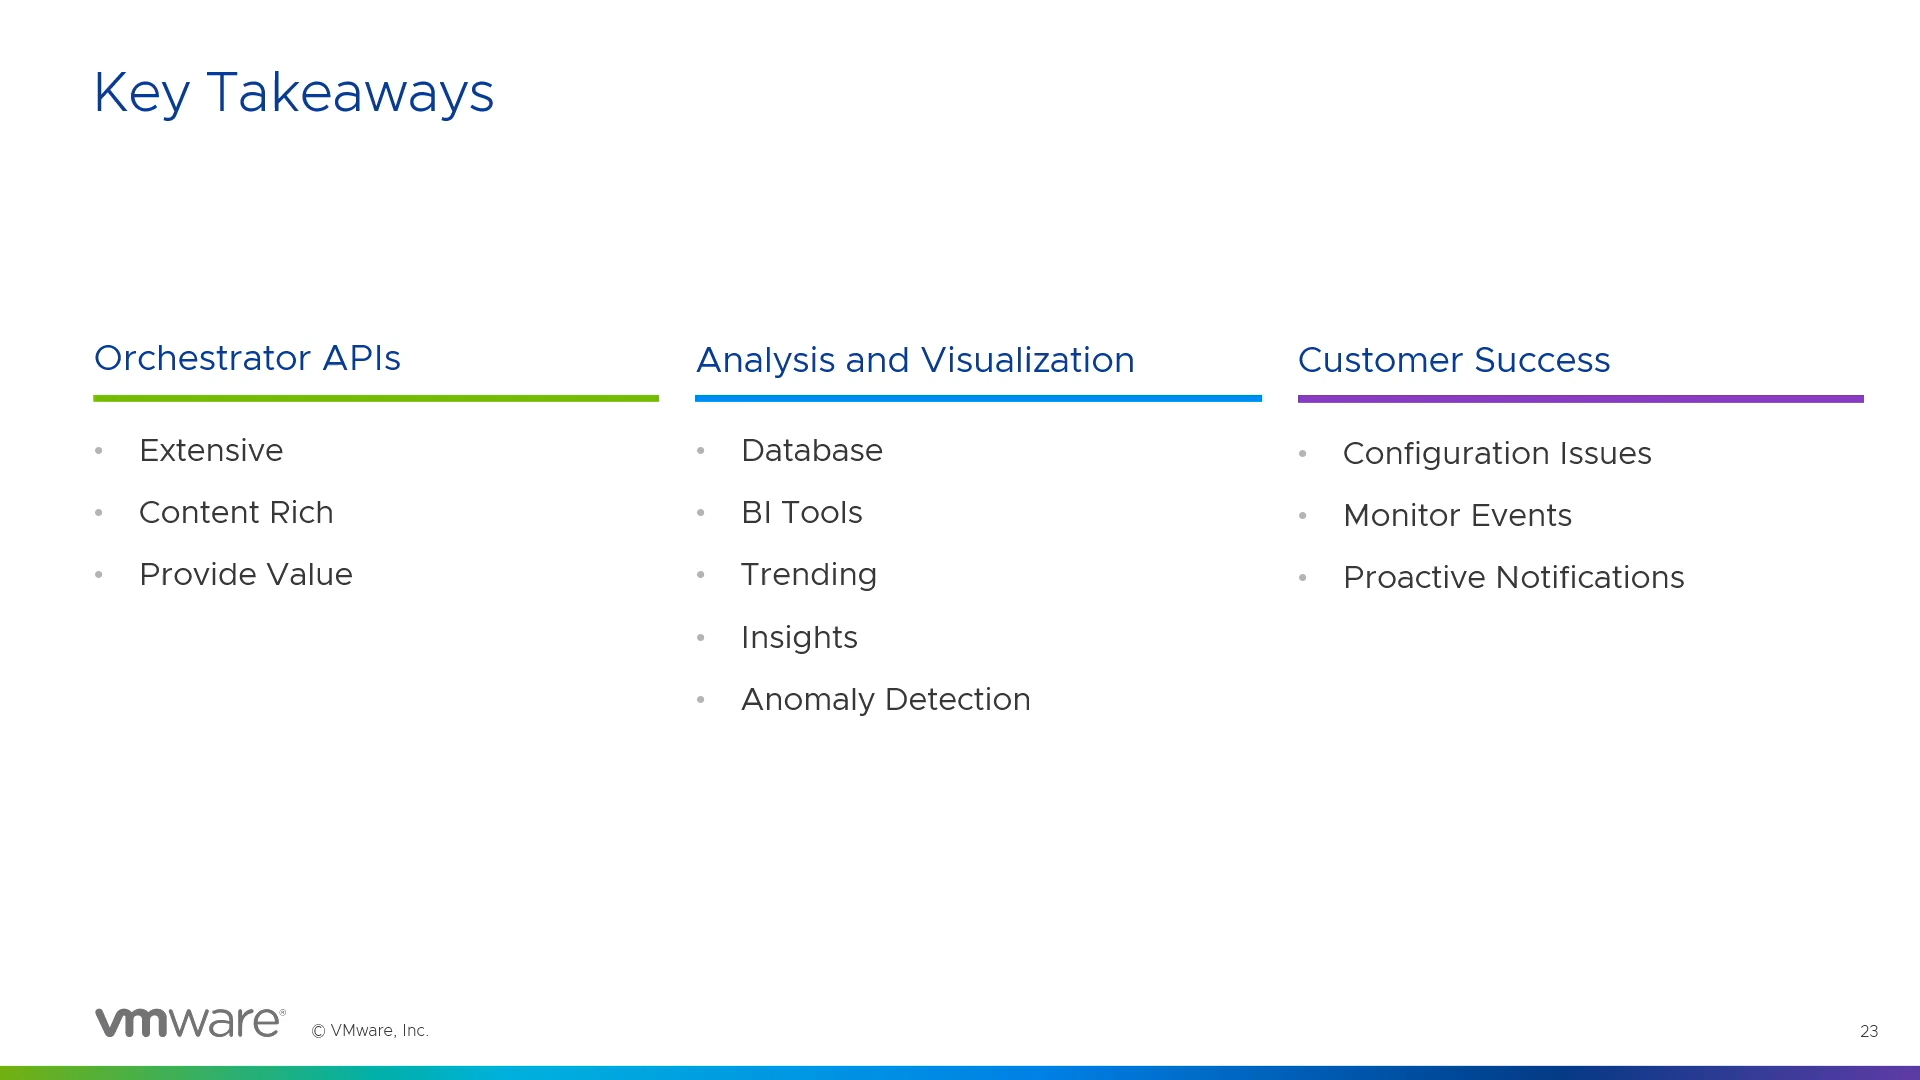 Key Takeaways
Orchestrator APIs
• Extensive
• Content Rich
• Provide Value
Analysis and Visualization
• Database
• BI Tools
• Trending
• Insights
• Anomaly Detection
Customer Success
• Configuration Issues
• Monitor Events
• Proactive Notifications
vmware®
© VMware, Inc.
23